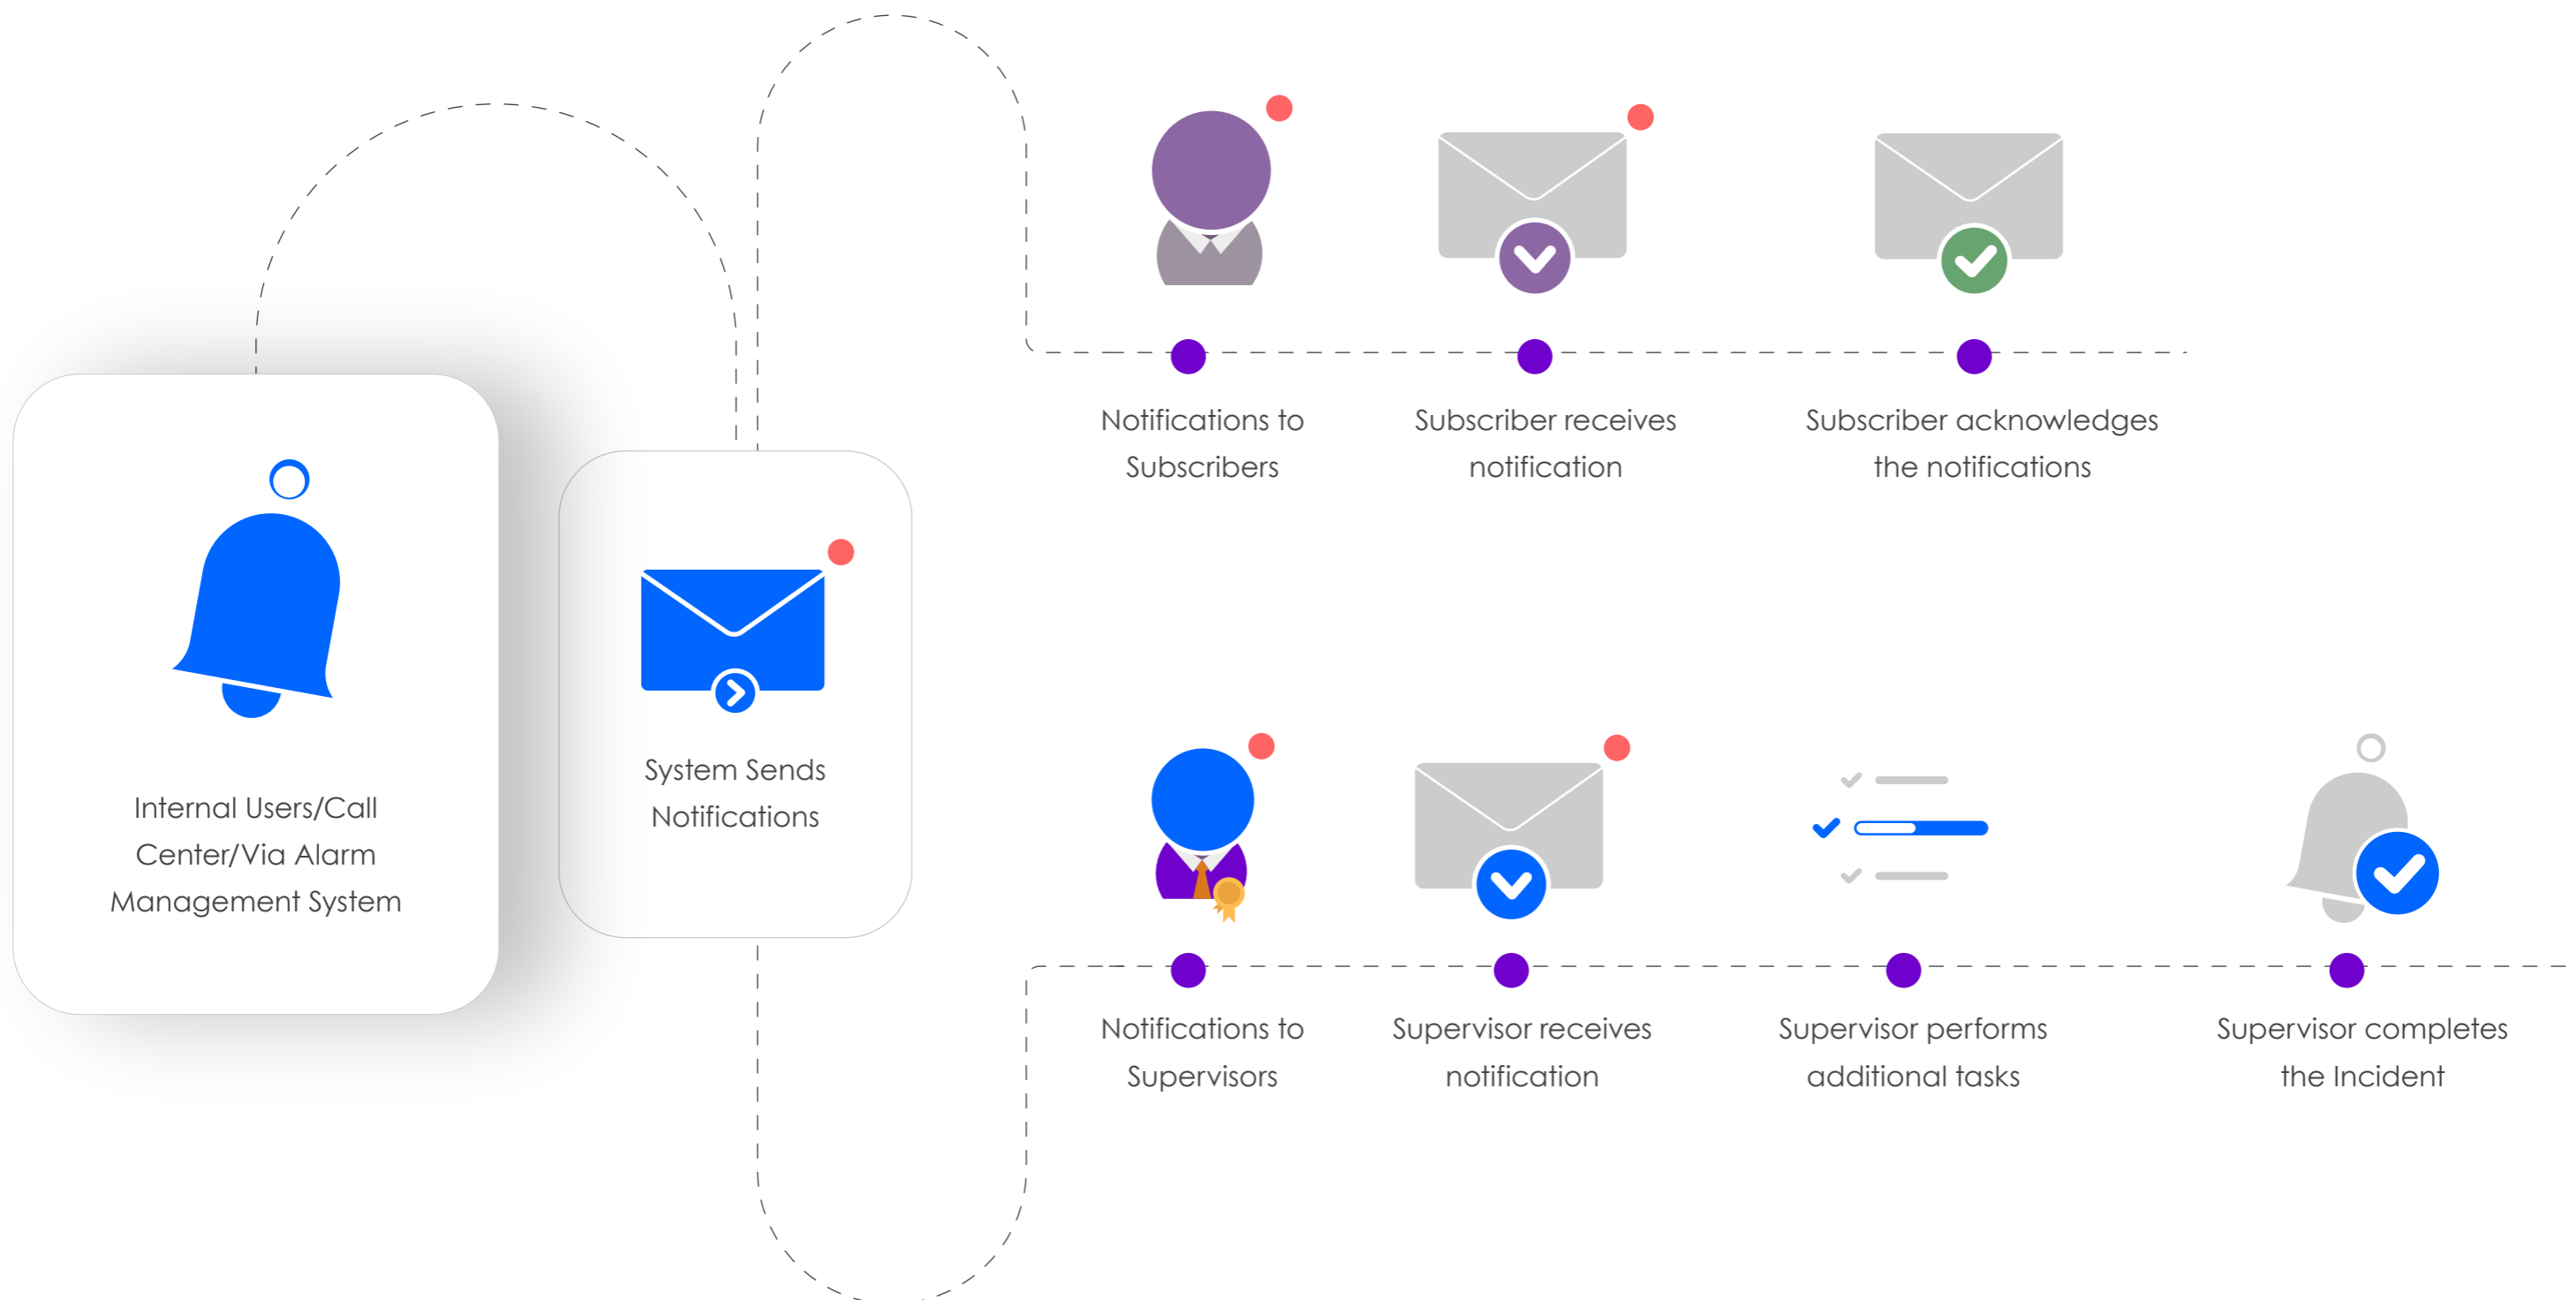 Internal Users/Call
Center/Via Alarm
Management System
System Sends
Notifications
Notifications to
Subscribers
Subscriber receives
notification
Subscriber acknowledges
the notifications
Notifications to
Supervisors
Supervisor receives
notification
Supervisor performs
additional tasks
Supervisor completes
the Incident